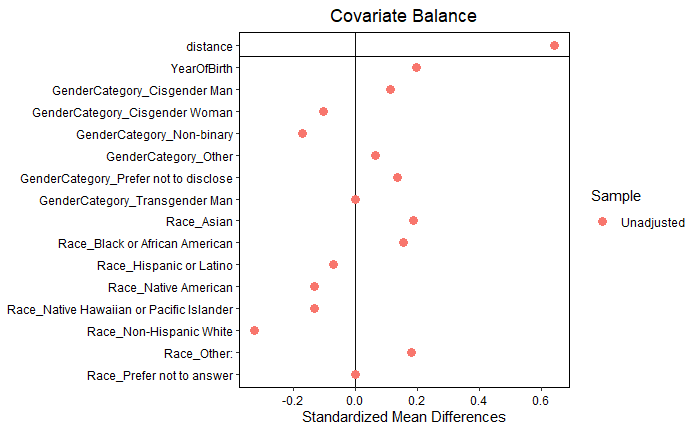 Covariate Balance
distance
YearOfBirth
GenderCategory_Cisgender Man
GenderCategory_Cisgender Woman
GenderCategory_Non-binary
GenderCategory_Other
GenderCategory_Prefer not to disclose
GenderCategory_Transgender Man
Race_Asian
Race_Black or African American
Race_Hispanic or Latino
Race_Native American
Race_Native Hawaiian or Pacific Islander
Race_Non-Hispanic White
Race_Other:
Race_Prefer not to answer
-0.2 0.0 0.2 0.4 0.6
Standardized Mean Differences
Sample
Unadjusted